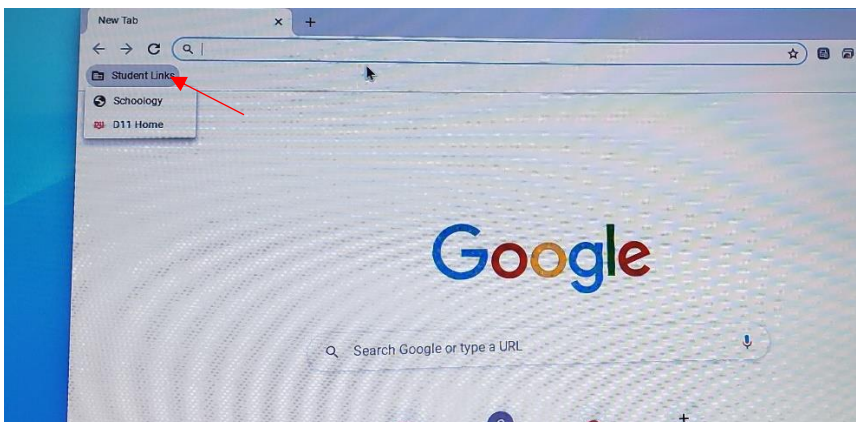 New Tab
Student Links
Schoology
D11 Home
Google
Search Google or type a URL